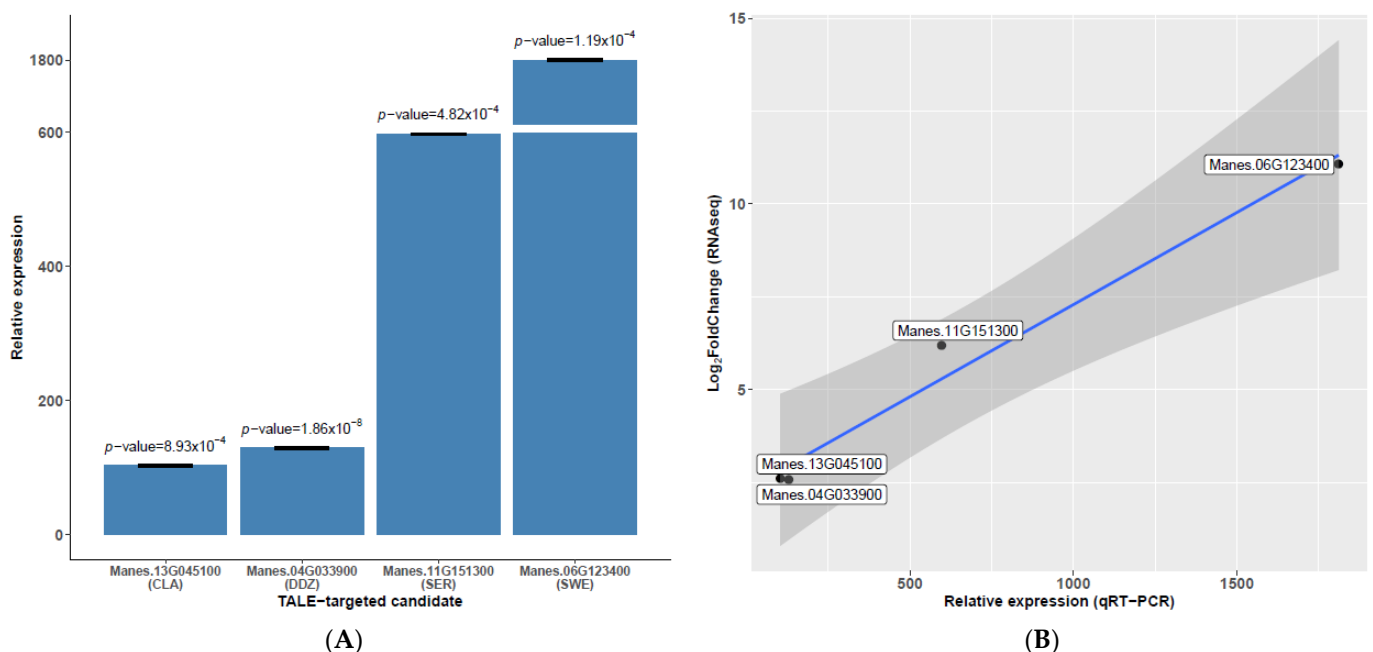 p−value=1.19x10⁻⁴
1800
p−value=4.82x10⁻⁴
600
400
200
p−value=8.93x10⁻⁴
p−value=1.86x10⁻⁸
0
Relative expression
Manes.13G045100
(CLA)
Manes.04G033900
(DDZ)
Manes.11G151300
(SER)
Manes.06G123400
(SWE)
TALE−targeted candidate
(A)
15
10
5
Log₂FoldChange (RNAseq)
Manes.06G123400
Manes.11G151300
Manes.13G045100
Manes.04G033900
500
1000
1500
Relative expression (qRT−PCR)
(B)